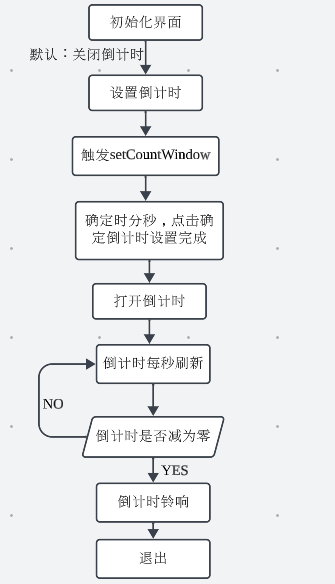 初始化界面
默认：关闭倒计时
设置倒计时
触发setCountWindow
确定时分秒，点击确
定倒计时设置完成
打开倒计时
倒计时每秒刷新
NO
倒计时是否减为零
YES
倒计时铃响
退出